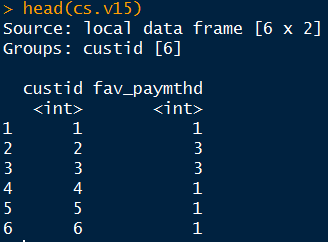 > head(cs.v15)
Source: local data frame [6 x 2]
Groups: custid [6]

  custid fav_paymthd
   <int>       <int>
1      1           1
2      2           3
3      3           3
4      4           1
5      5           1
6      6           1